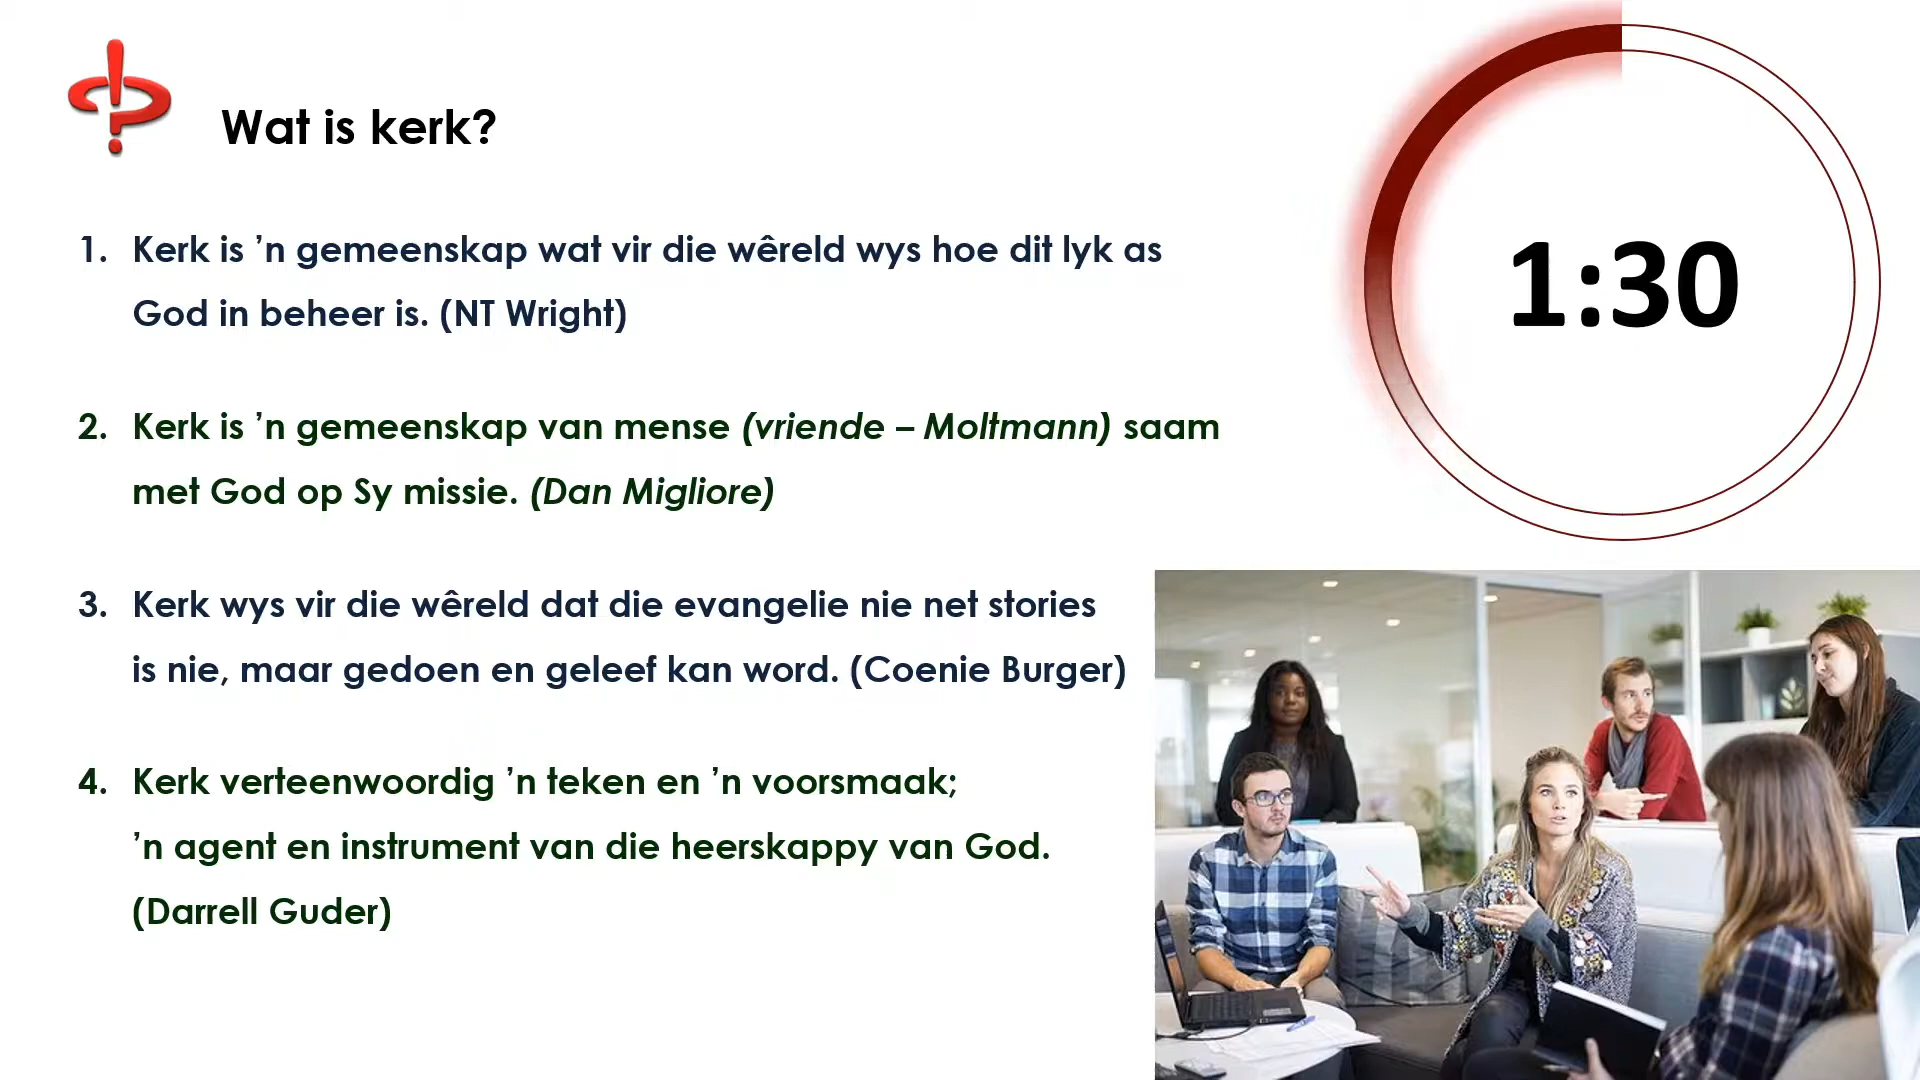 Wat is kerk?
1. Kerk is ’n gemeenskap wat vir die wêreld wys hoe dit lyk as
God in beheer is. (NT Wright)
2. Kerk is ’n gemeenskap van mense (vriende – Moltmann) saam
met God op Sy missie. (Dan Migliore)
3. Kerk wys vir die wêreld dat die evangelie nie net stories
is nie, maar gedoen en geleef kan word. (Coenie Burger)
4. Kerk verteenwoordig ’n teken en ’n voorsmaak;
’n agent en instrument van die heerskappy van God.
(Darrell Guder)
1:30